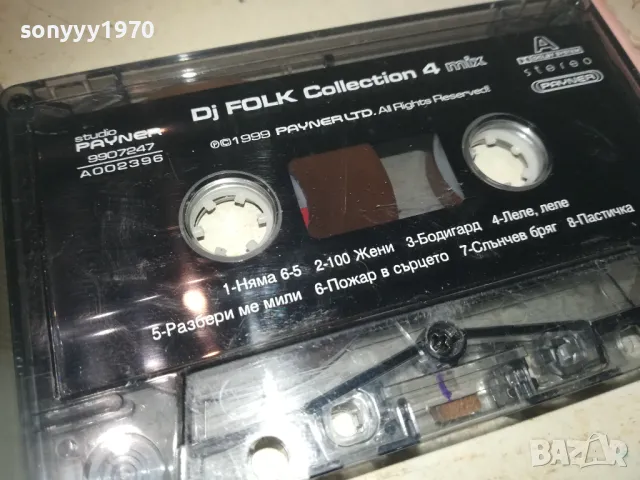 sonyyy1970
Dj FOLK Collection 4 mix
A
stereo
PAYNER
studio
PAYNER
9907247
A002396
℗©1999 PAYNER LTD. All Rights Reserved!
1-Няма 6-5 2-100 Жени 3-Бодигард 4-Леле, леле
5-Разбери ме мили 6-Пожар в сърцето 7-Слънчев бряг 8-Пастичка
BAZAR